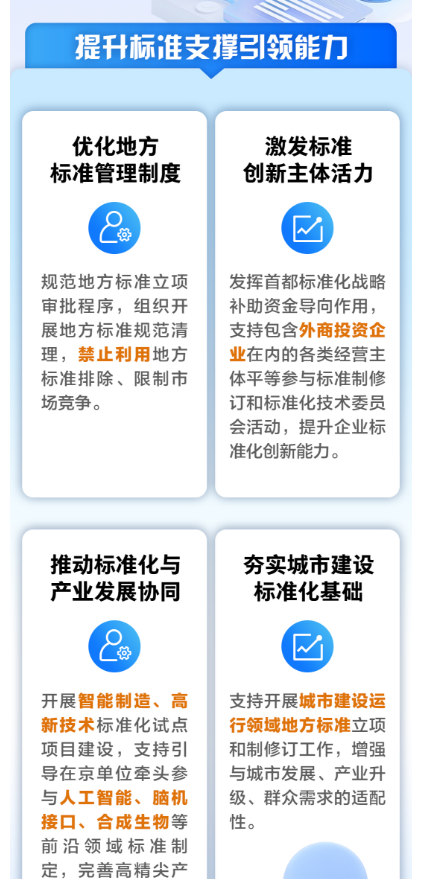 提升标准支撑引领能力
优化地方
标准管理制度
规范地方标准立项
审批程序，组织开
展地方标准规范清
理，禁止利用地方
标准排除、限制市
场竞争。
激发标准
创新主体活力
发挥首都标准化战略
补助资金导向作用，
支持包含外商投资企
业在内的各类经营主
体平等参与标准制修
订和标准化技术委员
会活动，提升企业标
准化创新能力。
推动标准化与
产业发展协同
开展智能制造、高
新技术标准化试点
项目建设，支持引
导在京单位牵头参
与人工智能、脑机
接口、合成生物等
前沿领域标准制
定，完善高精尖产
夯实城市建设
标准化基础
支持开展城市建设运
行领域地方标准立项
和制修订工作，增强
与城市发展、产业升
级、群众需求的适配
性。